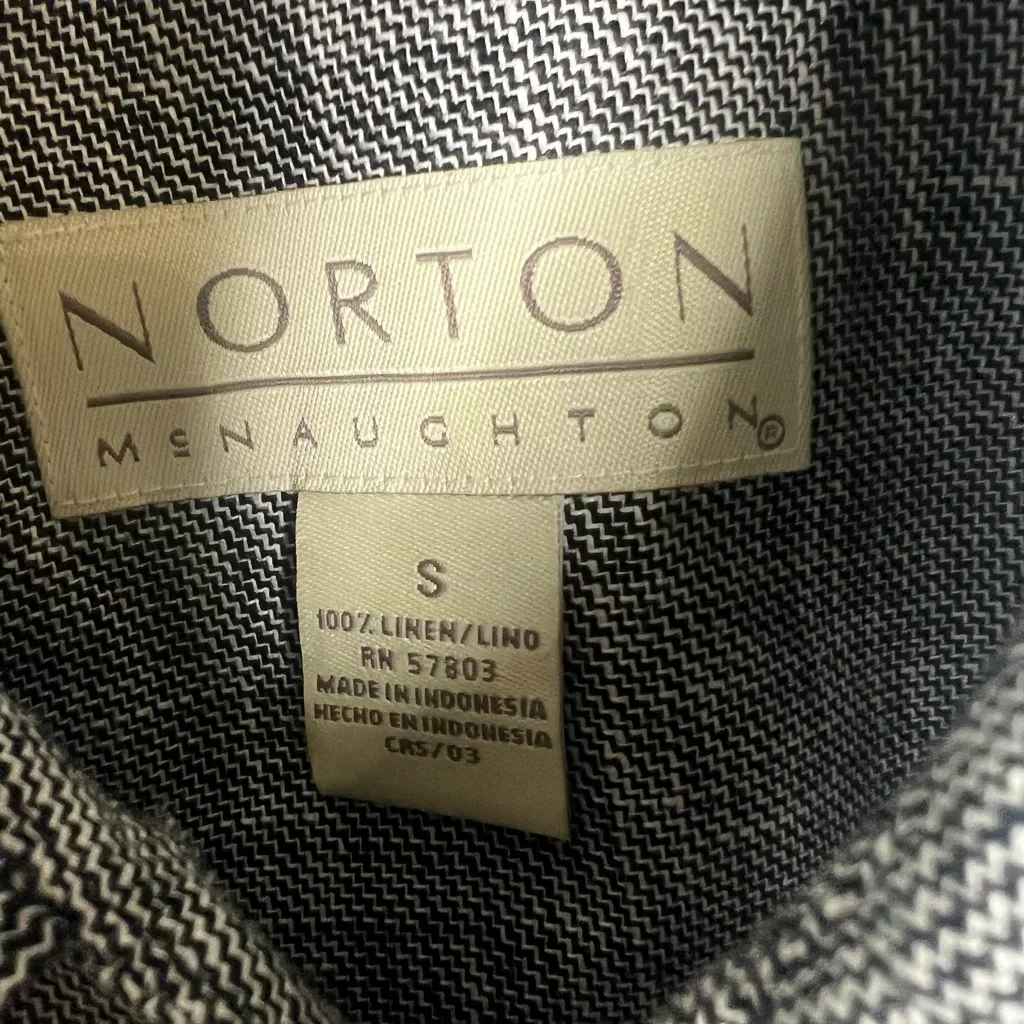 NORTON
McNAUGHTON®
S
100% LINEN/LINO
RN 57803
MADE IN INDONESIA
HECHO EN INDONESIA
CRS/03